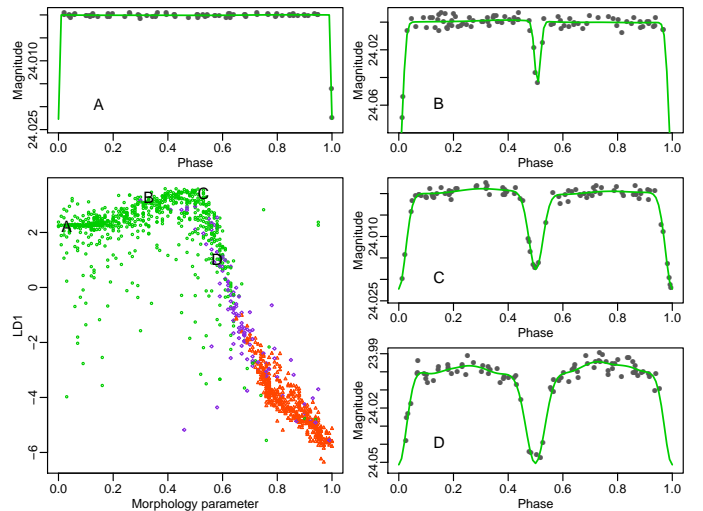 Magnitude
24.010
24.025
A
0.0 0.2 0.4 0.6 0.8 1.0
Phase
Magnitude
24.02
24.06
B
0.0 0.2 0.4 0.6 0.8 1.0
Phase
LD1
2
0
−2
−4
−6
A
B
C
D
0.0 0.2 0.4 0.6 0.8 1.0
Morphology parameter
Magnitude
24.010
24.025
C
0.0 0.2 0.4 0.6 0.8 1.0
Phase
Magnitude
23.99
24.02
24.05
D
0.0 0.2 0.4 0.6 0.8 1.0
Phase